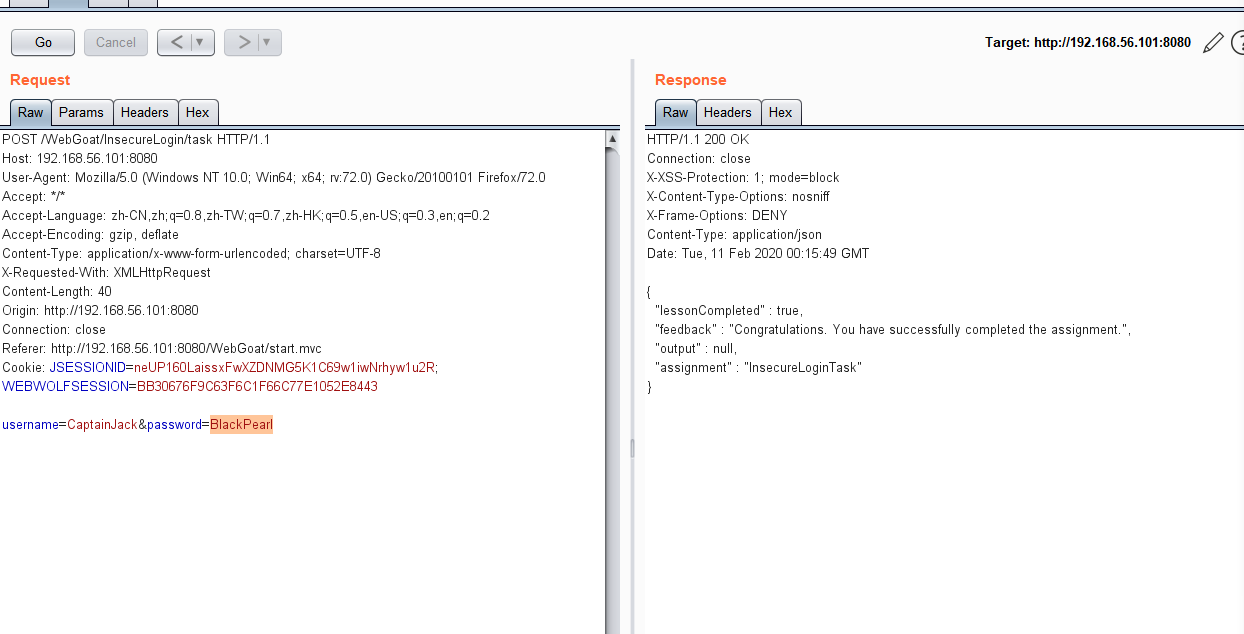 Go Cancel < > Target: http://192.168.56.101:8080 ?
Request
Raw Params Headers Hex
POST /WebGoat/InsecureLogin/task HTTP/1.1
Host: 192.168.56.101:8080
User-Agent: Mozilla/5.0 (Windows NT 10.0; Win64; x64; rv:72.0) Gecko/20100101 Firefox/72.0
Accept: */*
Accept-Language: zh-CN,zh;q=0.8,zh-TW;q=0.7,zh-HK;q=0.5,en-US;q=0.3,en;q=0.2
Accept-Encoding: gzip, deflate
Content-Type: application/x-www-form-urlencoded; charset=UTF-8
X-Requested-With: XMLHttpRequest
Content-Length: 40
Origin: http://192.168.56.101:8080
Connection: close
Referer: http://192.168.56.101:8080/WebGoat/start.mvc
Cookie: JSESSIONID=neUP160LaissxFwXZDNMG5K1C69w1iwNrhyw1u2R;
WEBWOLFSESSION=BB30676F9C63F6C1F66C77E1052E8443
username=CaptainJack&password=BlackPearl
Response
Raw Headers Hex
HTTP/1.1 200 OK
Connection: close
X-XSS-Protection: 1; mode=block
X-Content-Type-Options: nosniff
X-Frame-Options: DENY
Content-Type: application/json
Date: Tue, 11 Feb 2020 00:15:49 GMT
{
"lessonCompleted" : true,
"feedback" : "Congratulations. You have successfully completed the assignment.",
"output" : null,
"assignment" : "InsecureLoginTask"
}